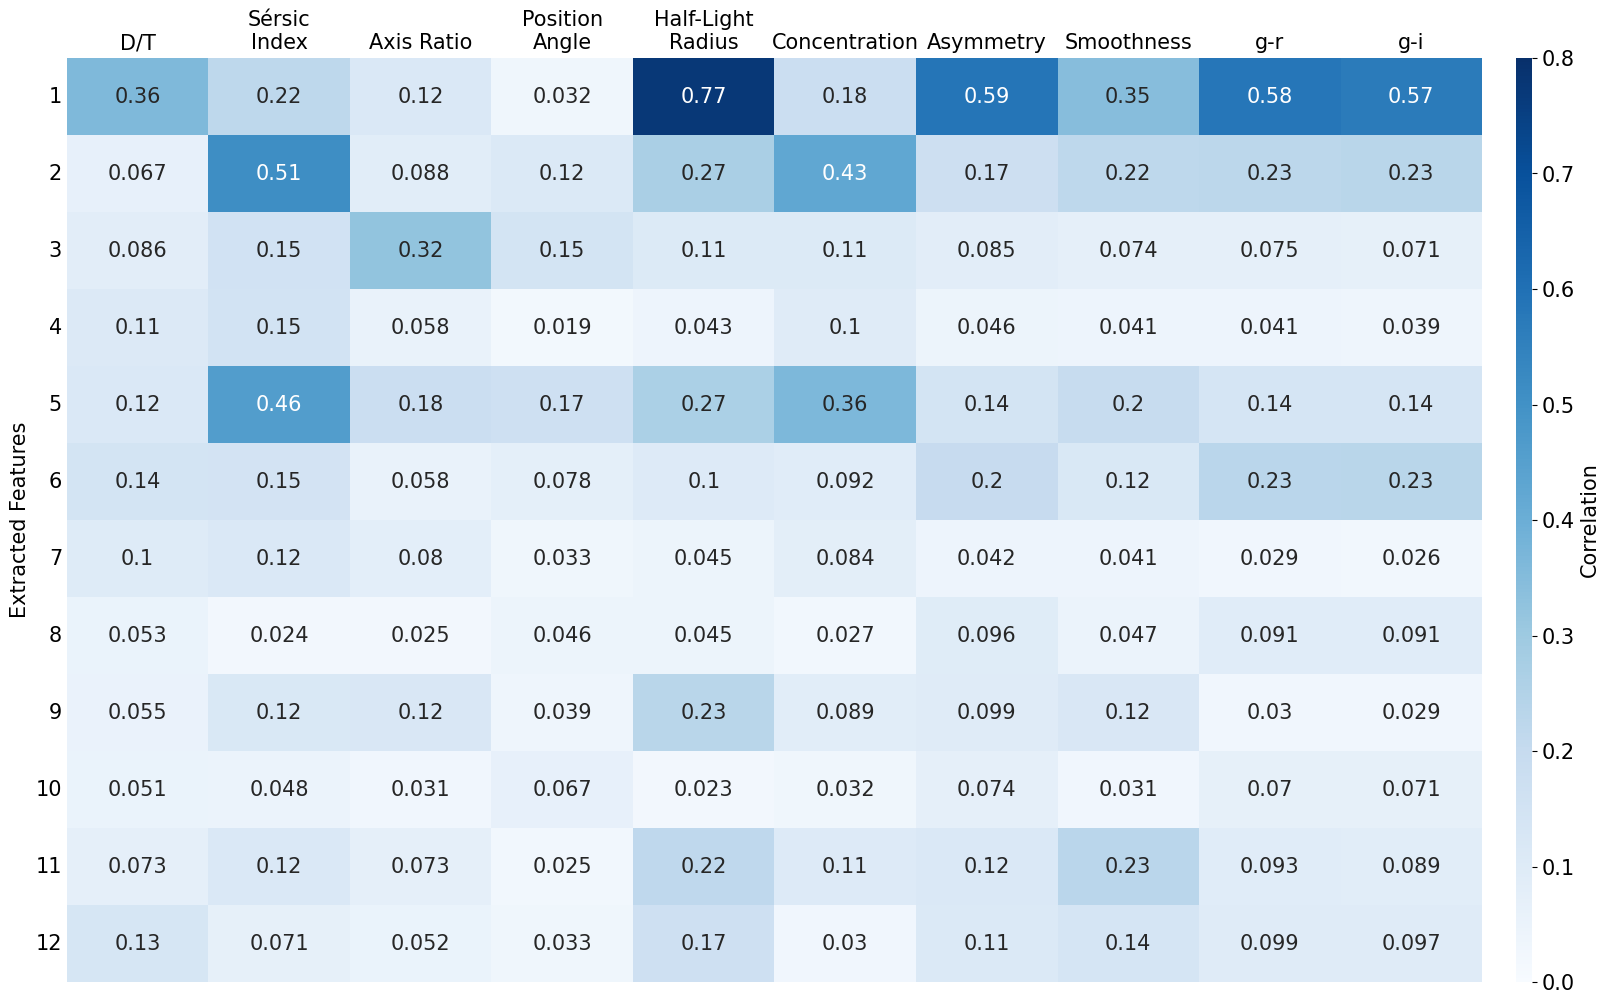 Sérsic Position Half-Light
D/T Index Axis Ratio Angle Radius Concentration Asymmetry Smoothness g-r g-i
1 0.36 0.22 0.12 0.032 0.77 0.18 0.59 0.35 0.58 0.57
2 0.067 0.51 0.088 0.12 0.27 0.43 0.17 0.22 0.23 0.23
3 0.086 0.15 0.32 0.15 0.11 0.11 0.085 0.074 0.075 0.071
4 0.11 0.15 0.058 0.019 0.043 0.1 0.046 0.041 0.041 0.039
5 0.12 0.46 0.18 0.17 0.27 0.36 0.14 0.2 0.14 0.14
6 0.14 0.15 0.058 0.078 0.1 0.092 0.2 0.12 0.23 0.23
7 0.1 0.12 0.08 0.033 0.045 0.084 0.042 0.041 0.029 0.026
8 0.053 0.024 0.025 0.046 0.045 0.027 0.096 0.047 0.091 0.091
9 0.055 0.12 0.12 0.039 0.23 0.089 0.099 0.12 0.03 0.029
10 0.051 0.048 0.031 0.067 0.023 0.032 0.074 0.031 0.07 0.071
11 0.073 0.12 0.073 0.025 0.22 0.11 0.12 0.23 0.093 0.089
12 0.13 0.071 0.052 0.033 0.17 0.03 0.11 0.14 0.099 0.097
Extracted Features
0.8
0.7
0.6
0.5
0.4
0.3
0.2
0.1
0.0
Correlation